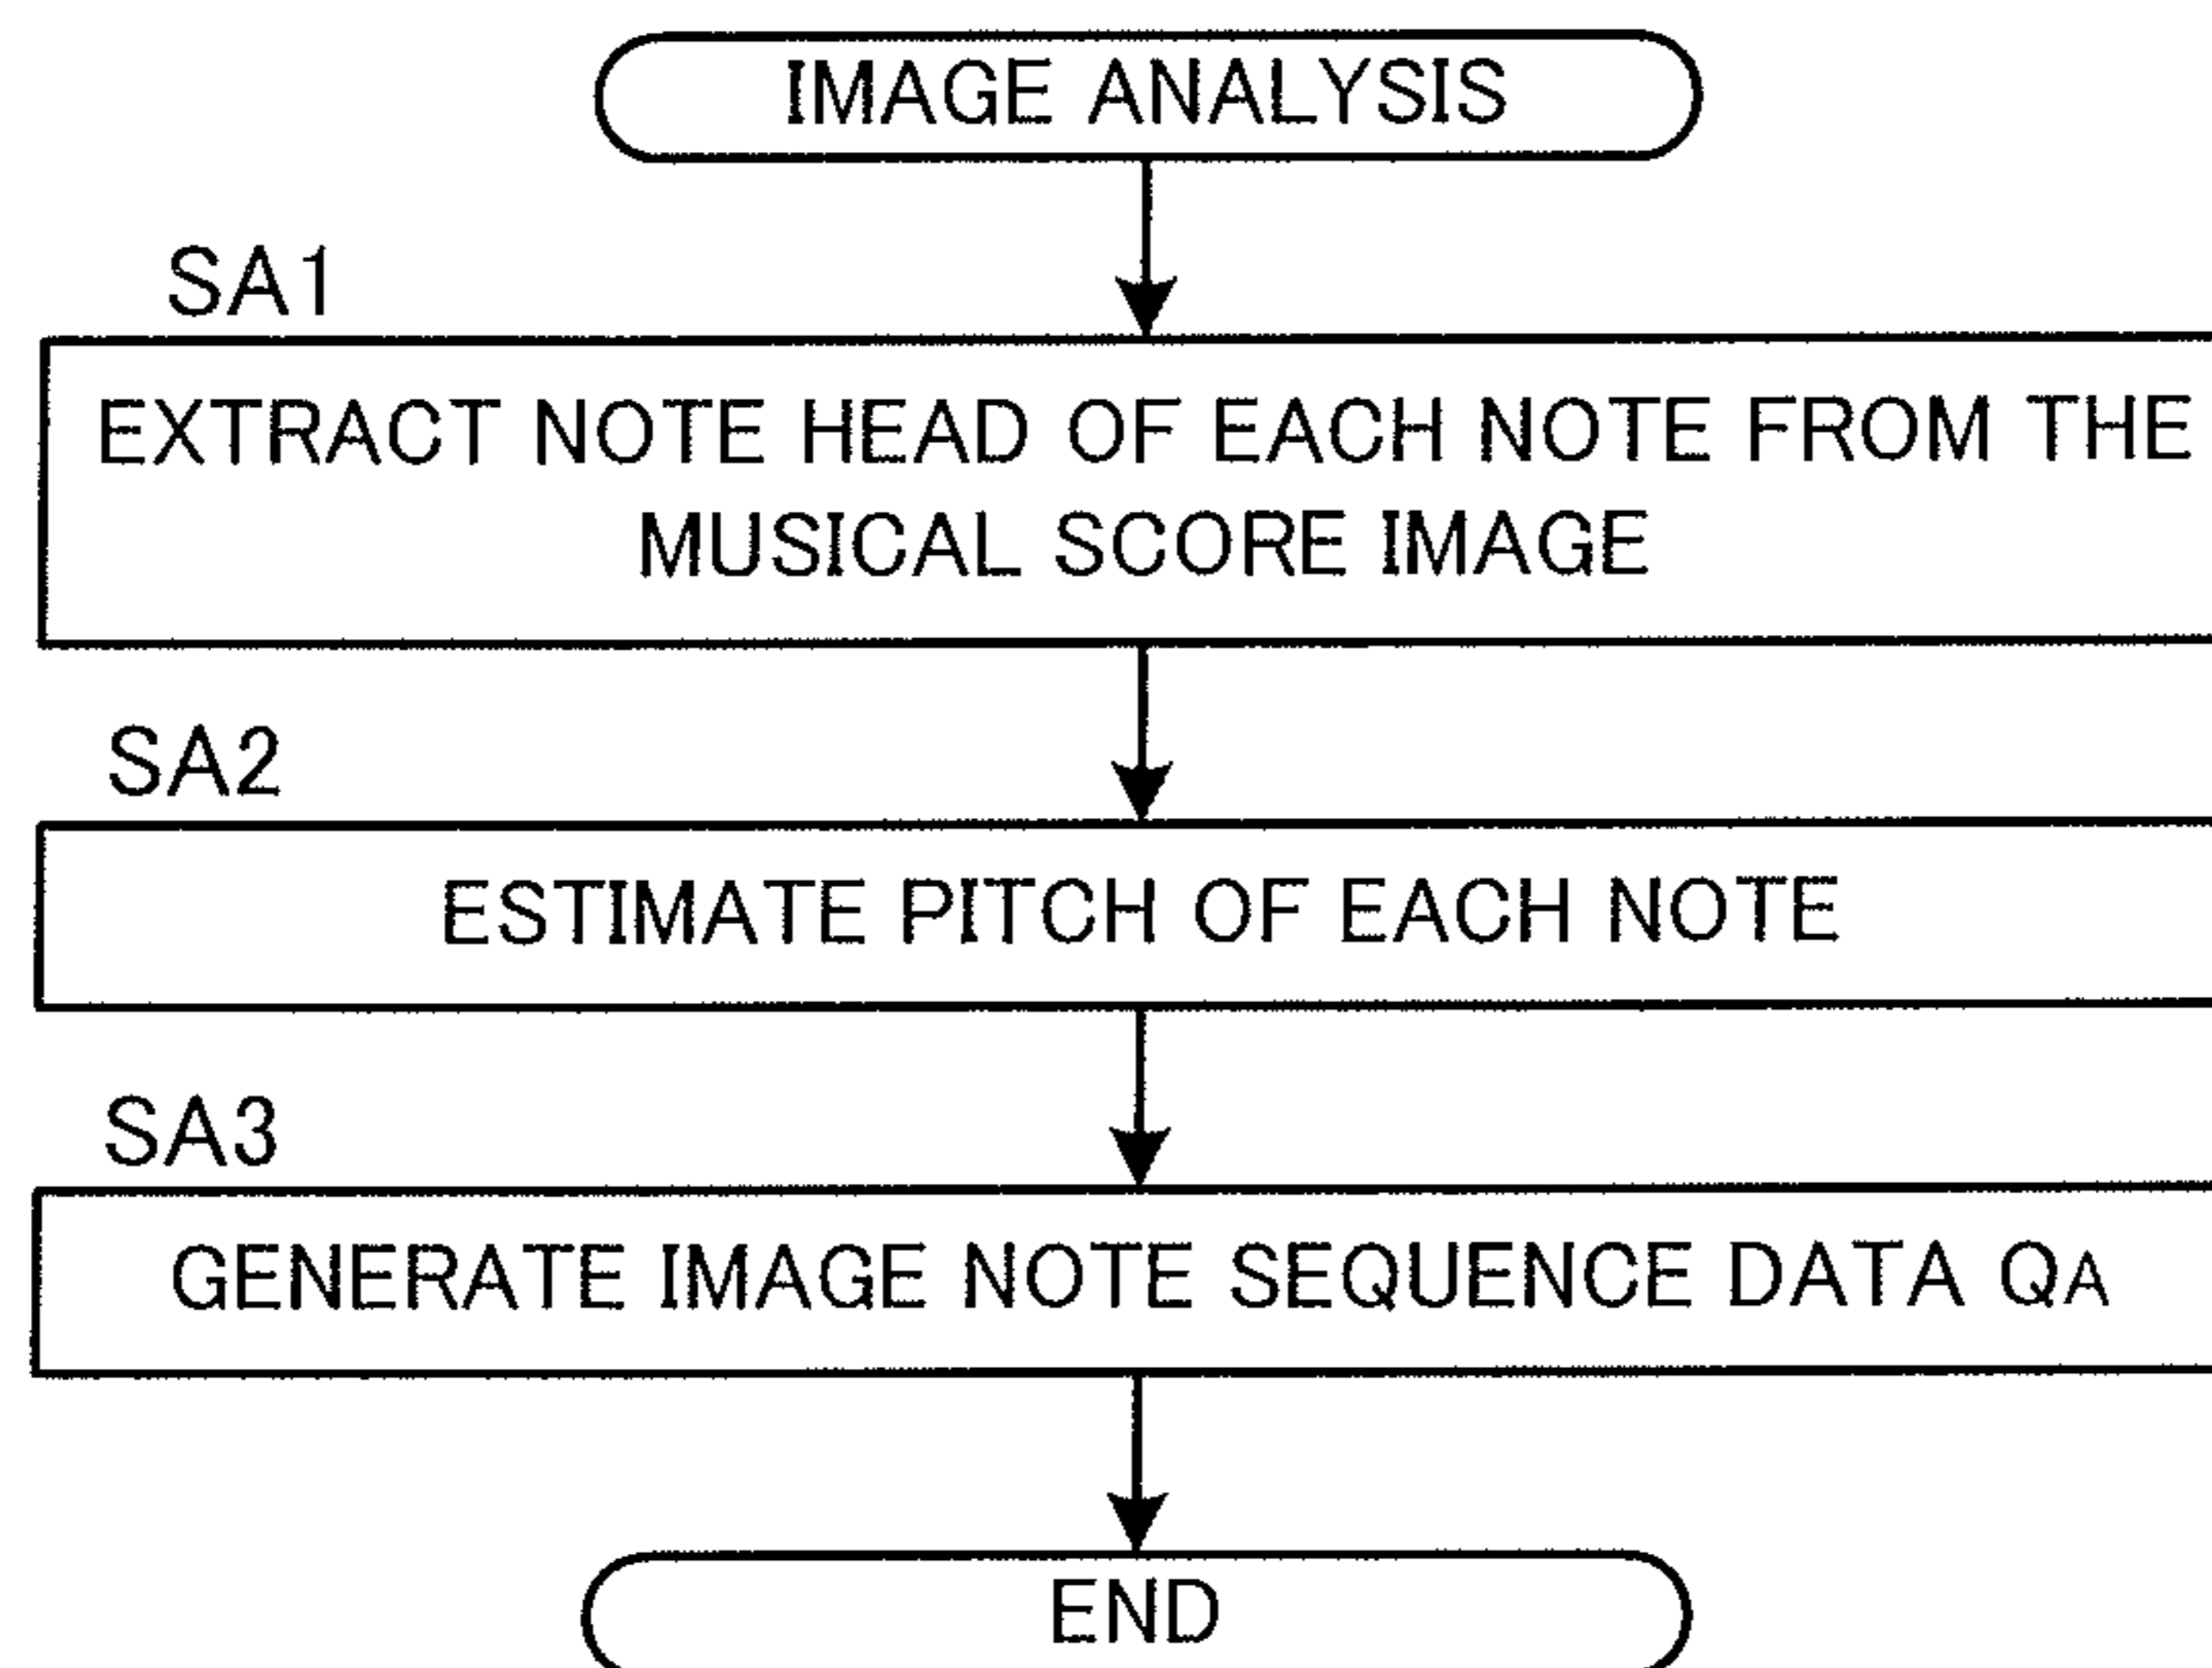 IMAGE ANALYSIS
SA1
EXTRACT NOTE HEAD OF EACH NOTE FROM THE
MUSICAL SCORE IMAGE
SA2
ESTIMATE PITCH OF EACH NOTE
SA3
GENERATE IMAGE NOTE SEQUENCE DATA QA
END